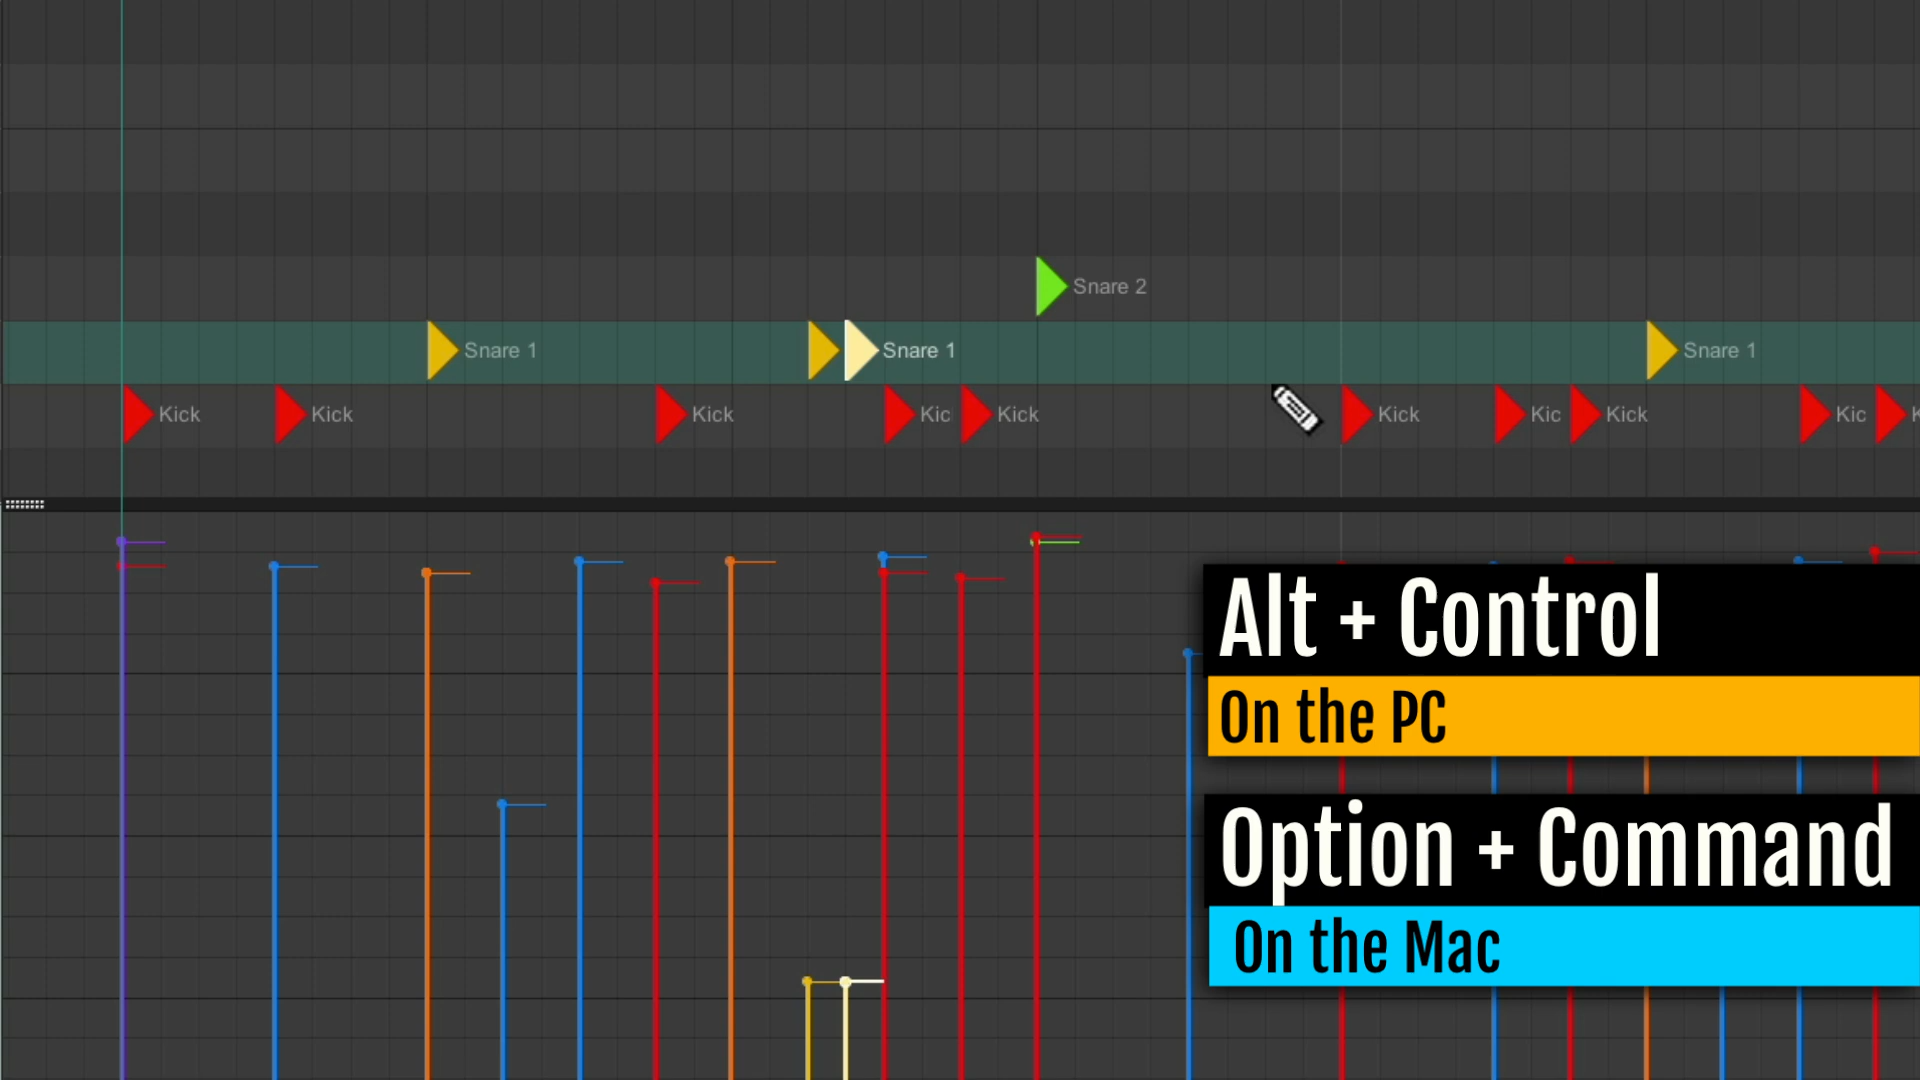 Snare 2
Snare 1 Snare 1 Snare 1
Kick Kick Kick Kic Kick Kick Kic Kick Kic K
Alt + Control
On the PC
Option + Command
On the Mac